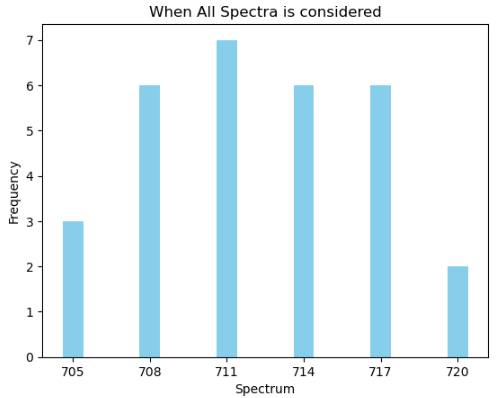 When All Spectra is considered
7
6
5
4
3
2
1
0
Frequency
705 708 711 714 717 720
Spectrum